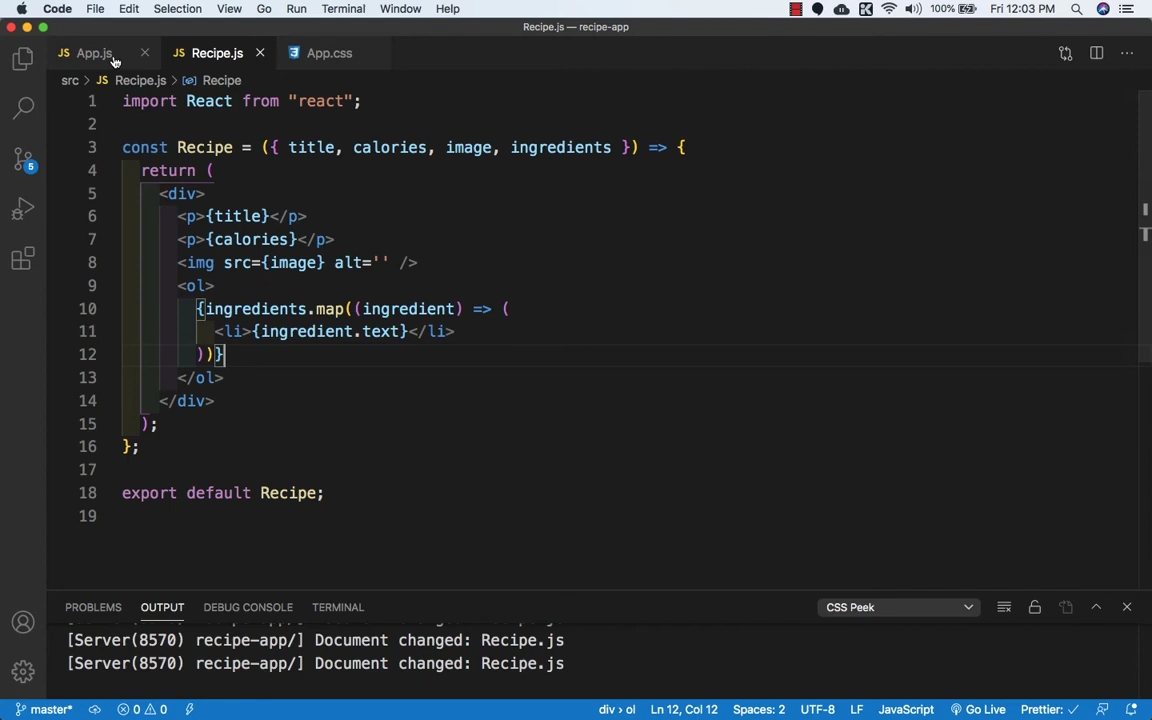 Code File Edit Selection View Go Run Terminal Window Help 100% Fri 12:03 PM
Recipe.js — recipe-app
JS App.js JS Recipe.js App.css
src JS Recipe.js Recipe
1 import React from "react";
2
3 const Recipe = ({ title, calories, image, ingredients }) => {
4 return (
5 <div>
6 <p>{title}</p>
7 <p>{calories}</p>
8 <img src={image} alt='' />
9 <ol>
10 {ingredients.map((ingredient) => (
11 <li>{ingredient.text}</li>
12 ))}
13 </ol>
14 </div>
15 );
16 };
17
18 export default Recipe;
19
5
PROBLEMS OUTPUT DEBUG CONSOLE TERMINAL CSS Peek
[Server(8570) recipe-app/] Document changed: Recipe.js
[Server(8570) recipe-app/] Document changed: Recipe.js
master* 0 0 div > ol Ln 12, Col 12 Spaces: 2 UTF-8 LF JavaScript Go Live Prettier: ✓